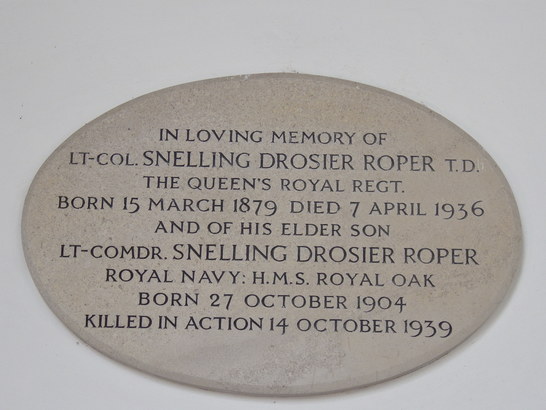 IN LOVING MEMORY OF
LT-COL. SNELLING DROSIER ROPER T.D.
THE QUEEN'S ROYAL REGT.
BORN 15 MARCH 1879 DIED 7 APRIL 1936
AND OF HIS ELDER SON
LT-COMDR. SNELLING DROSIER ROPER
ROYAL NAVY: H.M.S. ROYAL OAK
BORN 27 OCTOBER 1904
KILLED IN ACTION 14 OCTOBER 1939